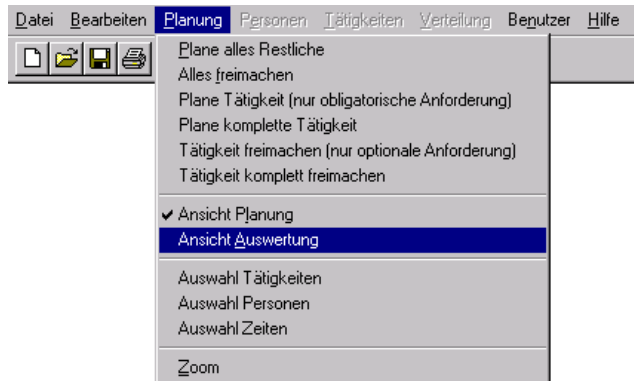 Datei Bearbeiten Planung Personen Tätigkeiten Verteilung Benutzer Hilfe
Plane alles Restliche
Alles freimachen
Plane Tätigkeit (nur obligatorische Anforderung)
Plane komplette Tätigkeit
Tätigkeit freimachen (nur optionale Anforderung)
Tätigkeit komplett freimachen
Ansicht Planung
Ansicht Auswertung
Auswahl Tätigkeiten
Auswahl Personen
Auswahl Zeiten
Zoom